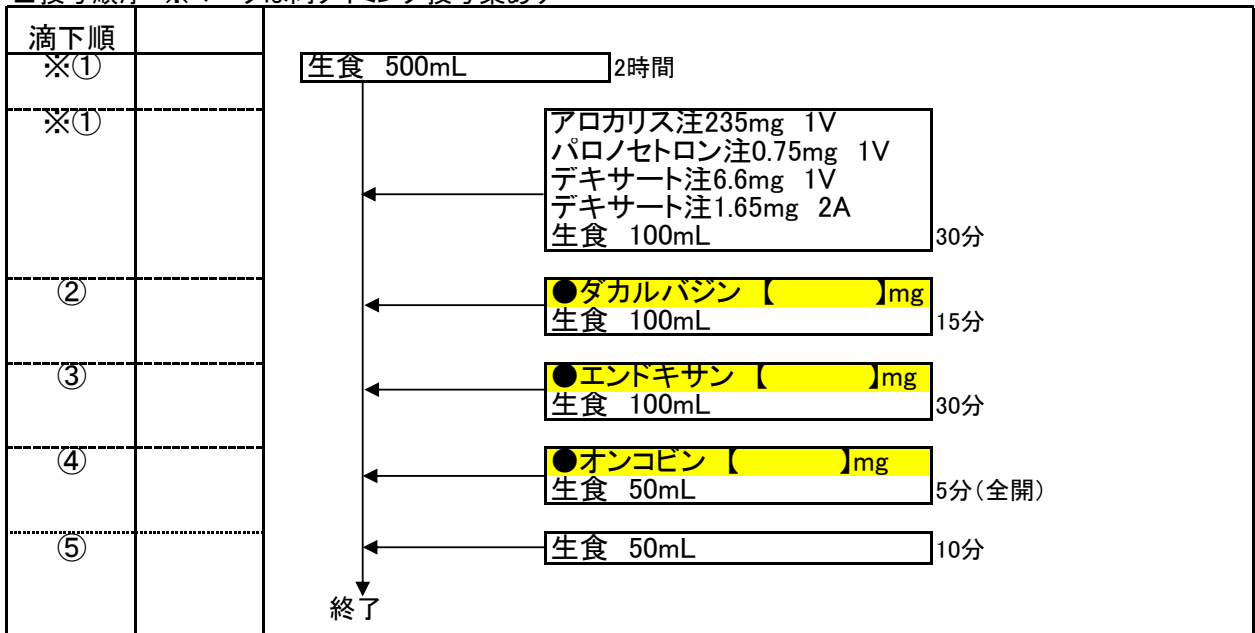 滴下順
※①
生食 500mL 2時間
※①
アロカリス注235mg 1V
パロノセトロン注0.75mg 1V
デキサート注6.6mg 1V
デキサート注1.65mg 2A
生食 100mL 30分
②
●ダカルバジン【 】mg
生食 100mL 15分
③
●エンドキサン【 】mg
生食 100mL 30分
④
●オンコビン【 】mg
生食 50mL 5分(全開)
⑤
生食 50mL 10分
終了